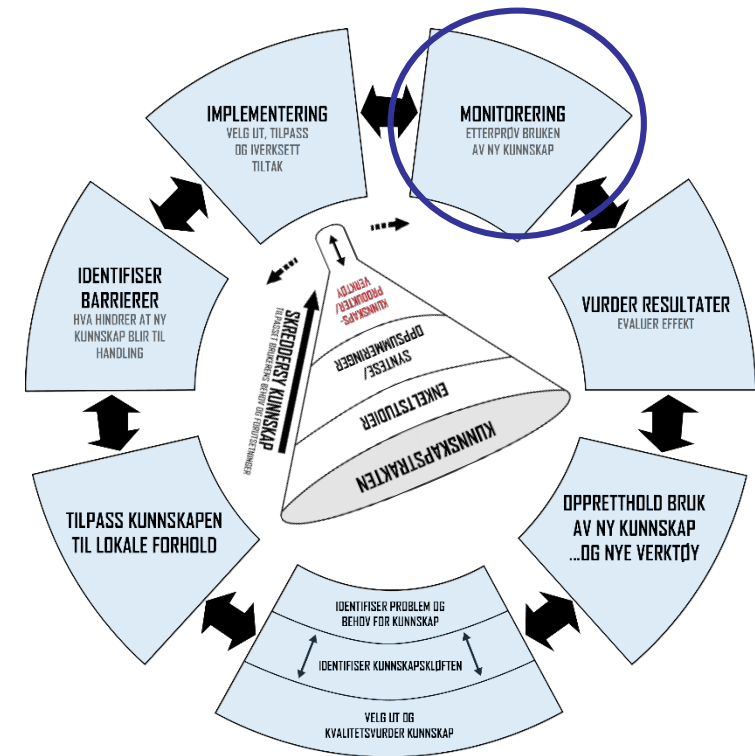 IMPLEMENTERING
VELG UT, TILPASS
OG IVERKSETT
TILTAK
MONITORERING
ETTERPRØV BRUKEN
AV NY KUNNSKAP
VURDER RESULTATER
EVALUER EFFEKT
OPPRETTHOLD BRUK
AV NY KUNNSKAP
...OG NYE VERKTØY
IDENTIFISER PROBLEM OG
BEHOV FOR KUNNSKAP
IDENTIFISER KUNNSKAPSKLØFTEN
VELG UT OG
KVALITETSVURDER KUNNSKAP
TILPASS KUNNSKAPEN
TIL LOKALE FORHOLD
IDENTIFISER
BARRIERER
HVA HINDRER AT NY
KUNNSKAP BLIR TIL
HANDLING
SKREDDERSY KUNNSKAP
TILPASSET BRUKERENS BEHOV OG FORUTSETNINGER
KUNNSKAPSTRAKTEN
ENKELTSTUDIER
SYNTESE/
OPPSUMMERINGER
KUNNSKAPS-
PRODUKTER/
VERKTØY